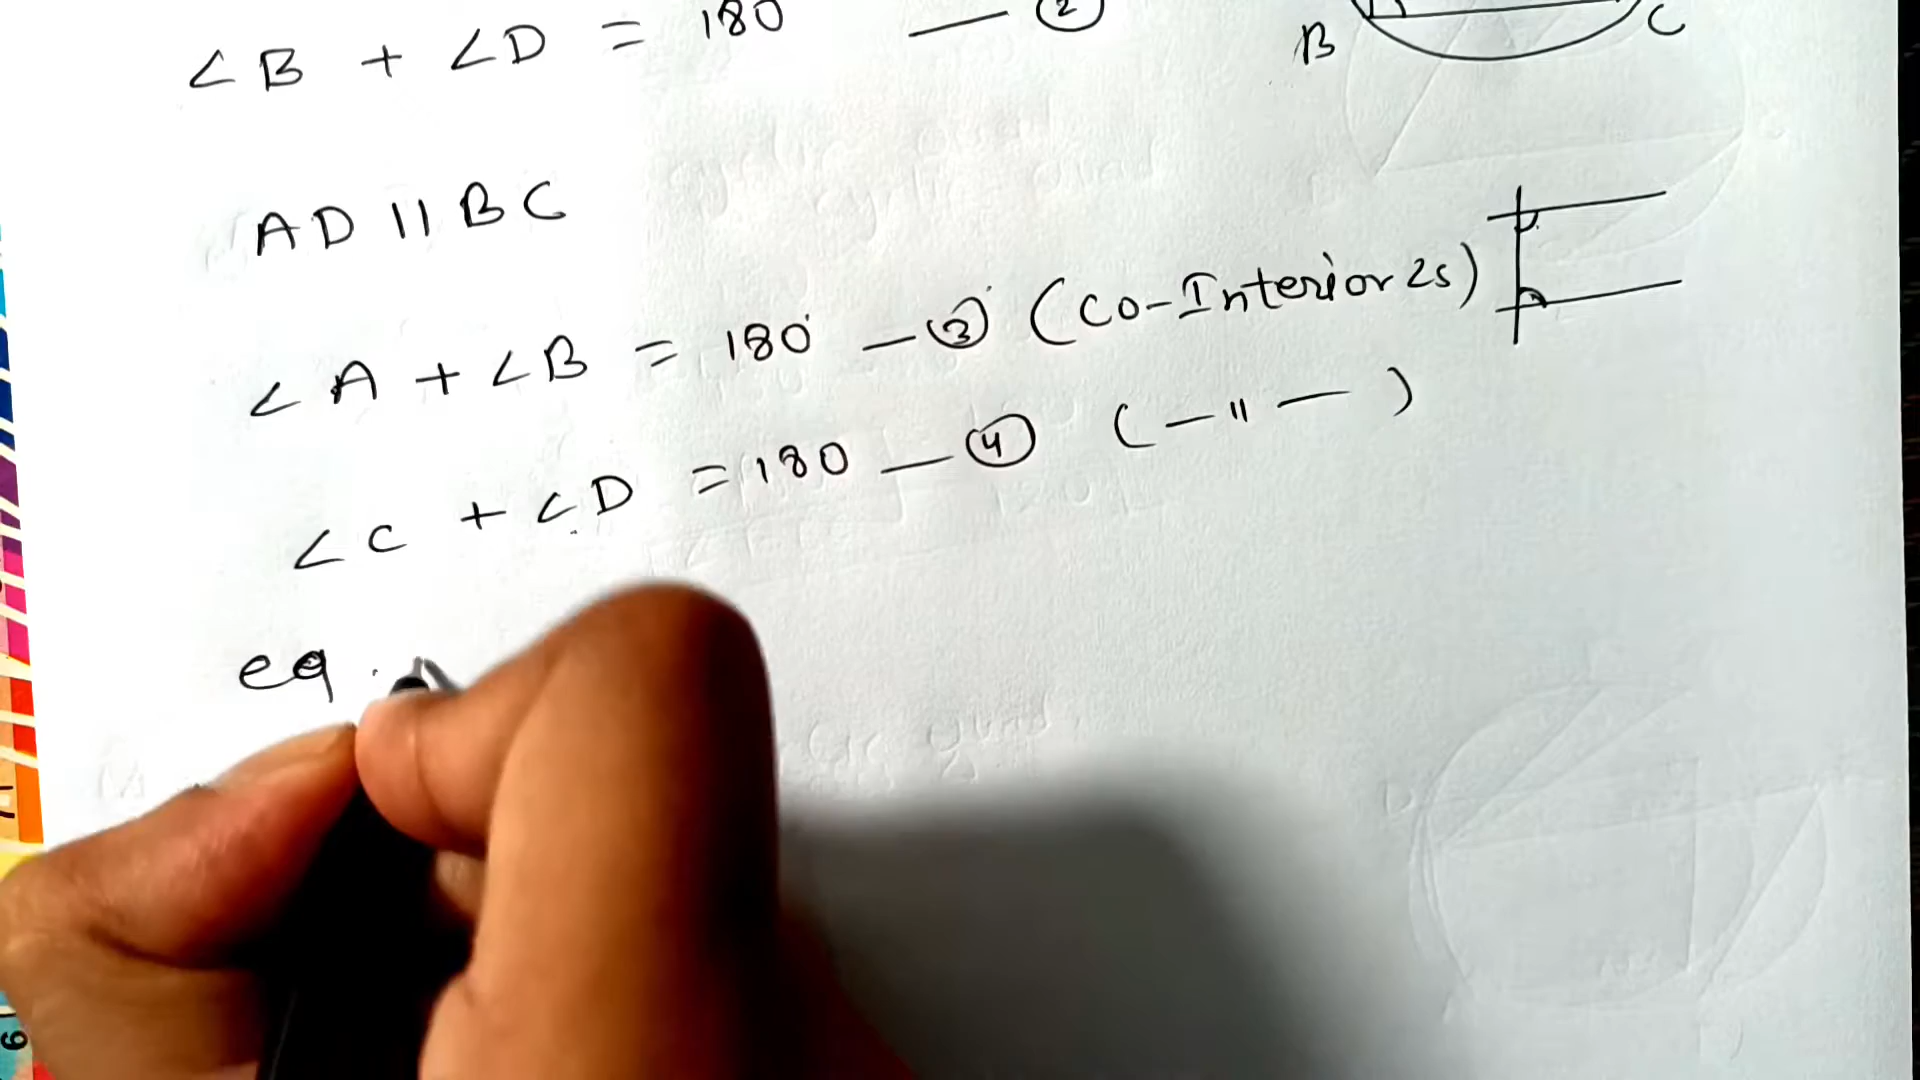 ∠B + ∠D = 180 — ②
B C
AD || BC
∠A + ∠B = 180 — ③ (Co-Interior ∠s)
∠C + ∠D = 180 — ④ ( — " — )
eq.